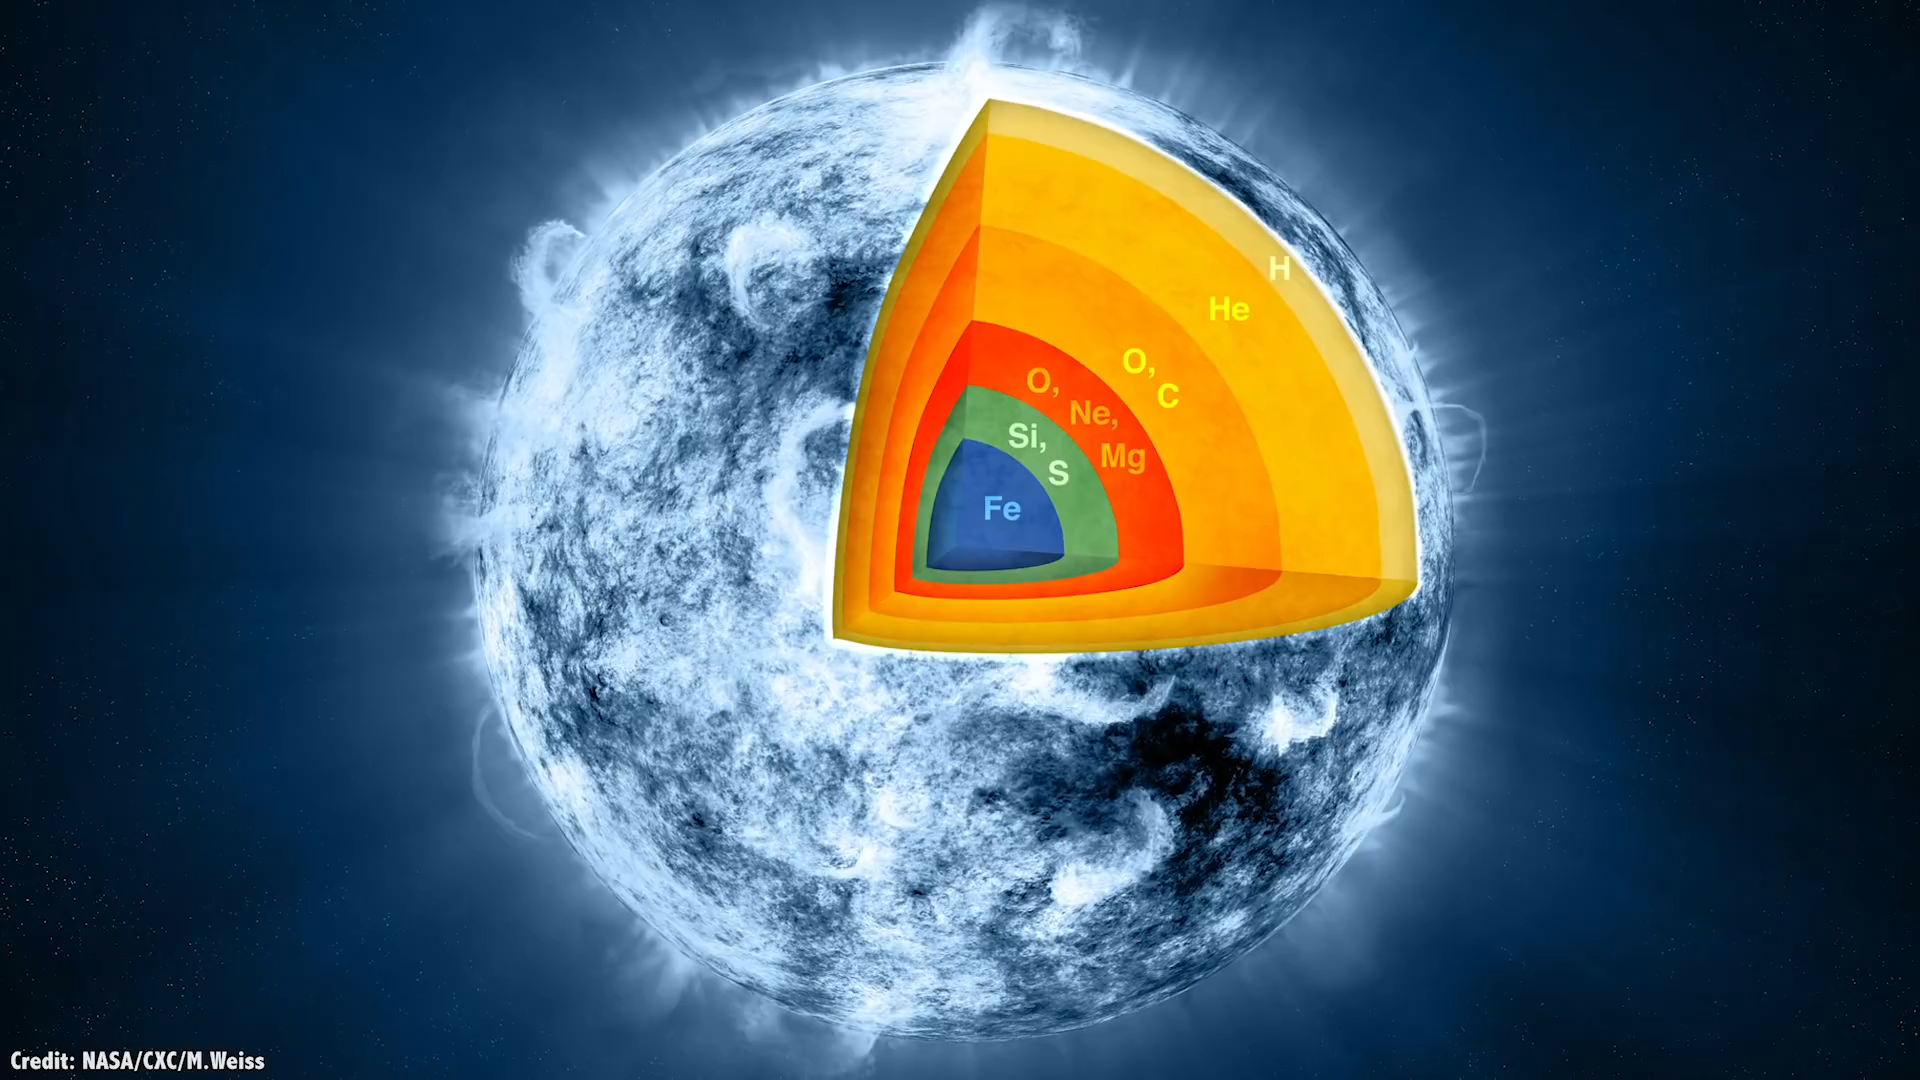 H
He
O,
C
O,
Ne,
Mg
Si,
S
Fe
Credit: NASA/CXC/M.Weiss